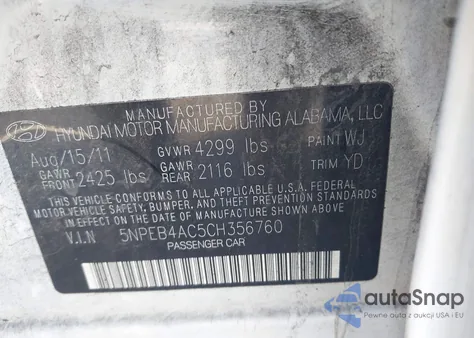 MANUFACTURED BY
HYUNDAI MOTOR MANUFACTURING ALABAMA, LLC
Aug/15/11 GVWR 4299 lbs PAINT WJ
GAWR FRONT 2425 lbs GAWR REAR 2116 lbs TRIM YD
THIS VEHICLE CONFORMS TO ALL APPLICABLE U.S.A. FEDERAL
MOTOR VEHICLE SAFETY, BUMPER, AND THEFT PREVENTION STANDARDS
IN EFFECT ON THE DATE OF MANUFACTURE SHOWN ABOVE.
V.I.N 5NPEB4AC5CH356760
PASSENGER CAR
autoSnap
Pewne auta z USA i EU